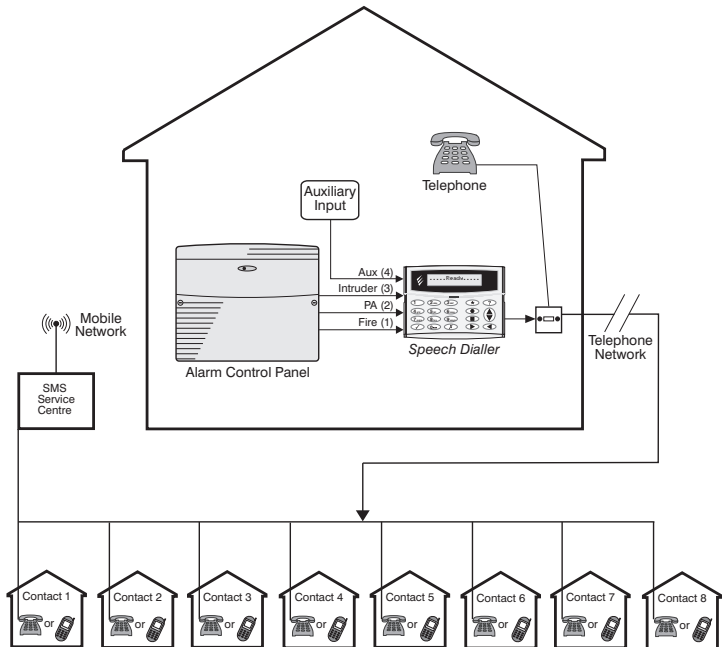 Telephone
Auxiliary
Input
Ready
Aux (4)
Intruder (3)
PA (2)
Fire (1)
Speech Dialler
Alarm Control Panel
Telephone
Network
Mobile
Network
SMS
Service
Centre
Contact 1
or
Contact 2
or
Contact 3
or
Contact 4
or
Contact 5
or
Contact 6
or
Contact 7
or
Contact 8
or